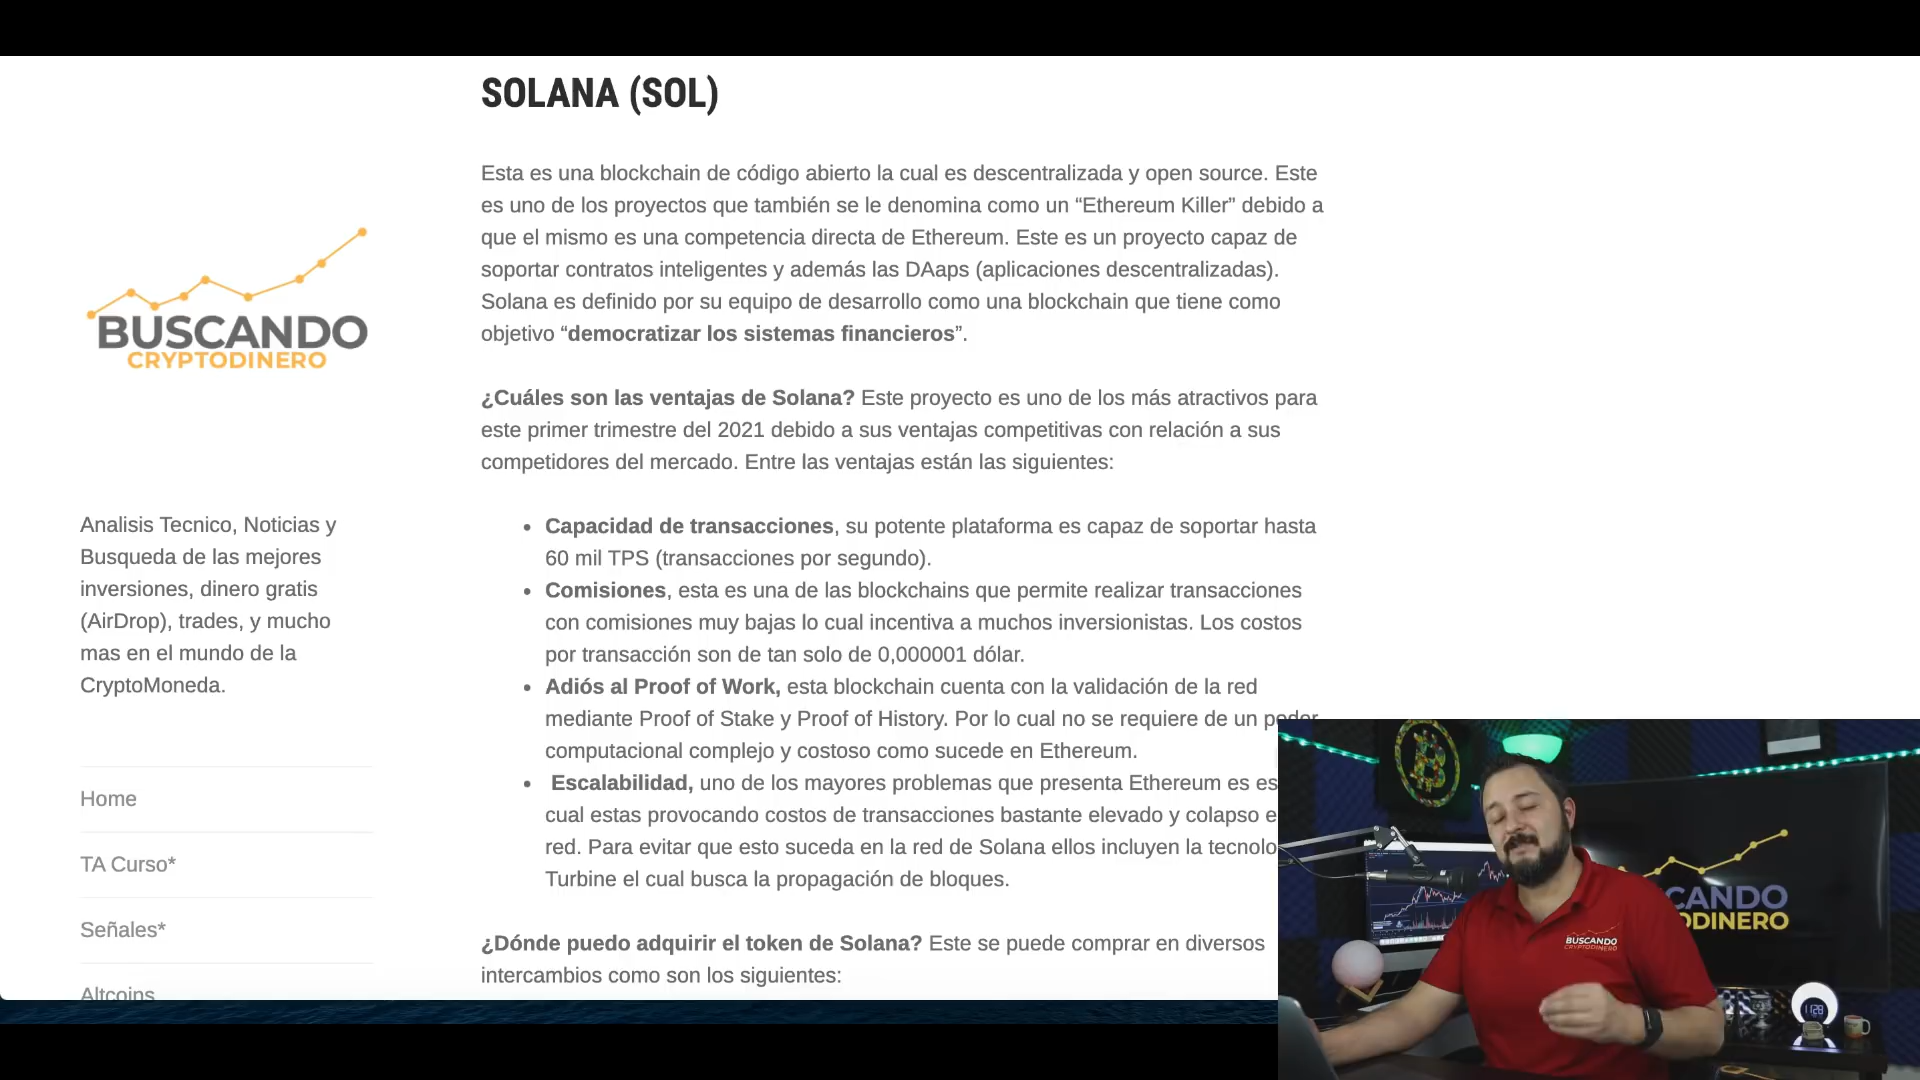 SOLANA (SOL)
Esta es una blockchain de código abierto la cual es descentralizada y open source. Este
es uno de los proyectos que también se le denomina como un “Ethereum Killer” debido a
que el mismo es una competencia directa de Ethereum. Este es un proyecto capaz de
soportar contratos inteligentes y además las DAaps (aplicaciones descentralizadas).
Solana es definido por su equipo de desarrollo como una blockchain que tiene como
objetivo “democratizar los sistemas financieros”.
¿Cuáles son las ventajas de Solana? Este proyecto es uno de los más atractivos para
este primer trimestre del 2021 debido a sus ventajas competitivas con relación a sus
competidores del mercado. Entre las ventajas están las siguientes:
• Capacidad de transacciones, su potente plataforma es capaz de soportar hasta
60 mil TPS (transacciones por segundo).
• Comisiones, esta es una de las blockchains que permite realizar transacciones
con comisiones muy bajas lo cual incentiva a muchos inversionistas. Los costos
por transacción son de tan solo de 0,000001 dólar.
• Adiós al Proof of Work, esta blockchain cuenta con la validación de la red
mediante Proof of Stake y Proof of History. Por lo cual no se requiere de un poder
computacional complejo y costoso como sucede en Ethereum.
• Escalabilidad, uno de los mayores problemas que presenta Ethereum es es
cual estas provocando costos de transacciones bastante elevado y colapso e
red. Para evitar que esto suceda en la red de Solana ellos incluyen la tecnolo
Turbine el cual busca la propagación de bloques.
¿Dónde puedo adquirir el token de Solana? Este se puede comprar en diversos
intercambios como son los siguientes:
BUSCANDO
CRYPTODINERO
Analisis Tecnico, Noticias y
Busqueda de las mejores
inversiones, dinero gratis
(AirDrop), trades, y mucho
mas en el mundo de la
CryptoMoneda.
Home
TA Curso*
Señales*
Altcoins
CANDO
ODINERO
BUSCANDO
CRYPTODINERO